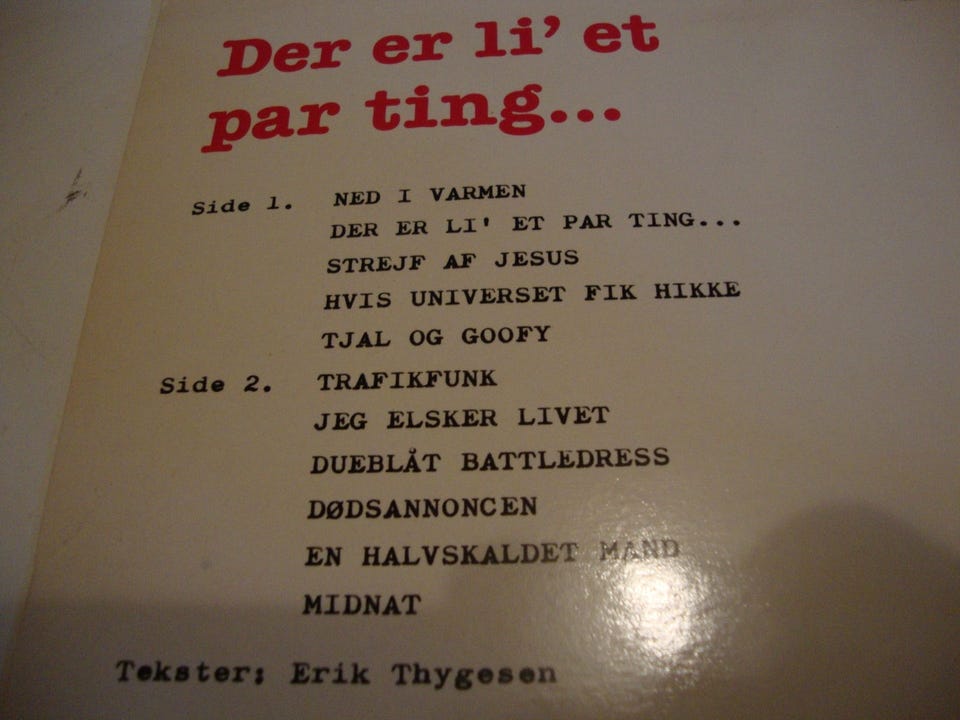 Der er li' et
par ting...
Side 1. NED I VARMEN
DER ER LI' ET PAR TING...
STREJF AF JESUS
HVIS UNIVERSET FIK HIKKE
TJAL OG GOOFY
Side 2. TRAFIKFUNK
JEG ELSKER LIVET
DUEBLÅT BATTLEDRESS
DØDSANNONCEN
EN HALVSKALDET MAND
MIDNAT
Tekster: Erik Thygesen